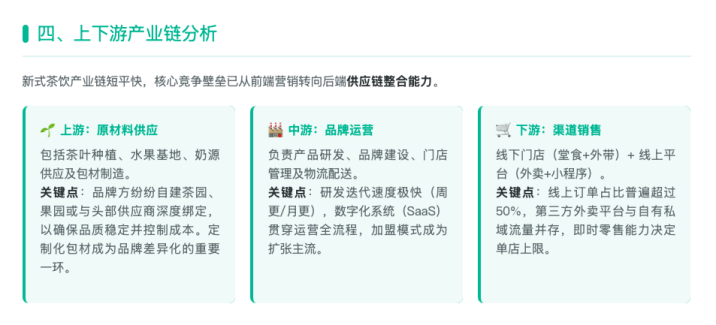 四、上下游产业链分析
新式茶饮产业链短平快，核心竞争壁垒已从前端营销转向后端供应链整合能力。
🌱 上游：原材料供应
包括茶叶种植、水果基地、奶源
供应及包材制造。
关键点：品牌方纷纷自建茶园、
果园或与头部供应商深度绑定，
以确保品质稳定并控制成本。定
制化包材成为品牌差异化的重要
一环。
🏭 中游：品牌运营
负责产品研发、品牌建设、门店
管理及物流配送。
关键点：研发迭代速度极快（周
更/月更），数字化系统（SaaS）
贯穿运营全流程，加盟模式成为
扩张主流。
🛒 下游：渠道销售
线下门店（堂食+外带）+ 线上平
台（外卖+小程序）。
关键点：线上订单占比普遍超过
50%，第三方外卖平台与自有私
域流量并存，即时零售能力决定
单店上限。